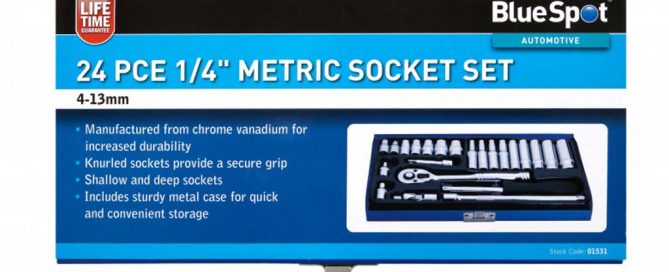 LIFE
TIME
GUARANTEE
BlueSpot
AUTOMOTIVE
24 PCE 1/4" METRIC SOCKET SET
4-13mm
• Manufactured from chrome vanadium for
increased durability
• Knurled sockets provide a secure grip
• Shallow and deep sockets
• Includes sturdy metal case for quick
and convenient storage
Stock Code: 01531